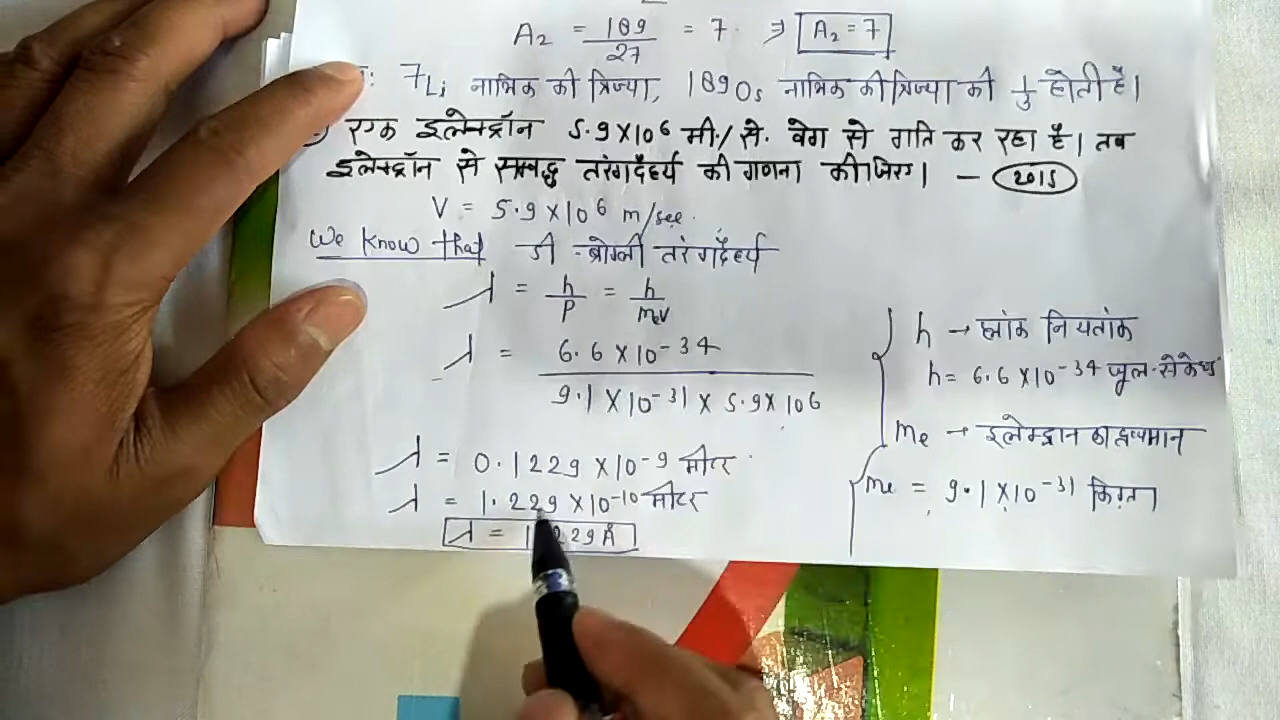 A₂ = 189/27 = 7. ⇒ A₂ = 7
: 7Li नाभिक की त्रिज्या, 189Os नाभिक की त्रिज्या की 1/3 होती है।
एक इलेक्ट्रॉन 5.9×10⁶ मी./से. वेग से गति कर रहा है। तब
इलेक्ट्रॉन से सम्बद्ध तरंगदैर्ध्य की गणना कीजिए। – 2015
V = 5.9×10⁶ m/sec.
We know that डी-ब्रोग्ली तरंगदैर्ध्य
λ = h/P = h/mₑv
λ = 6.6×10⁻³⁴ / 9.1×10⁻³¹×5.9×10⁶
λ = 0.1229×10⁻⁹ मीटर
λ = 1.229×10⁻¹⁰ मीटर
λ = 1.229Å
h → प्लांक नियतांक
h = 6.6×10⁻³⁴ जूल-सेकेण्ड
mₑ → इलेक्ट्रान का द्रव्यमान
mₑ = 9.1×10⁻³¹ किग्रा